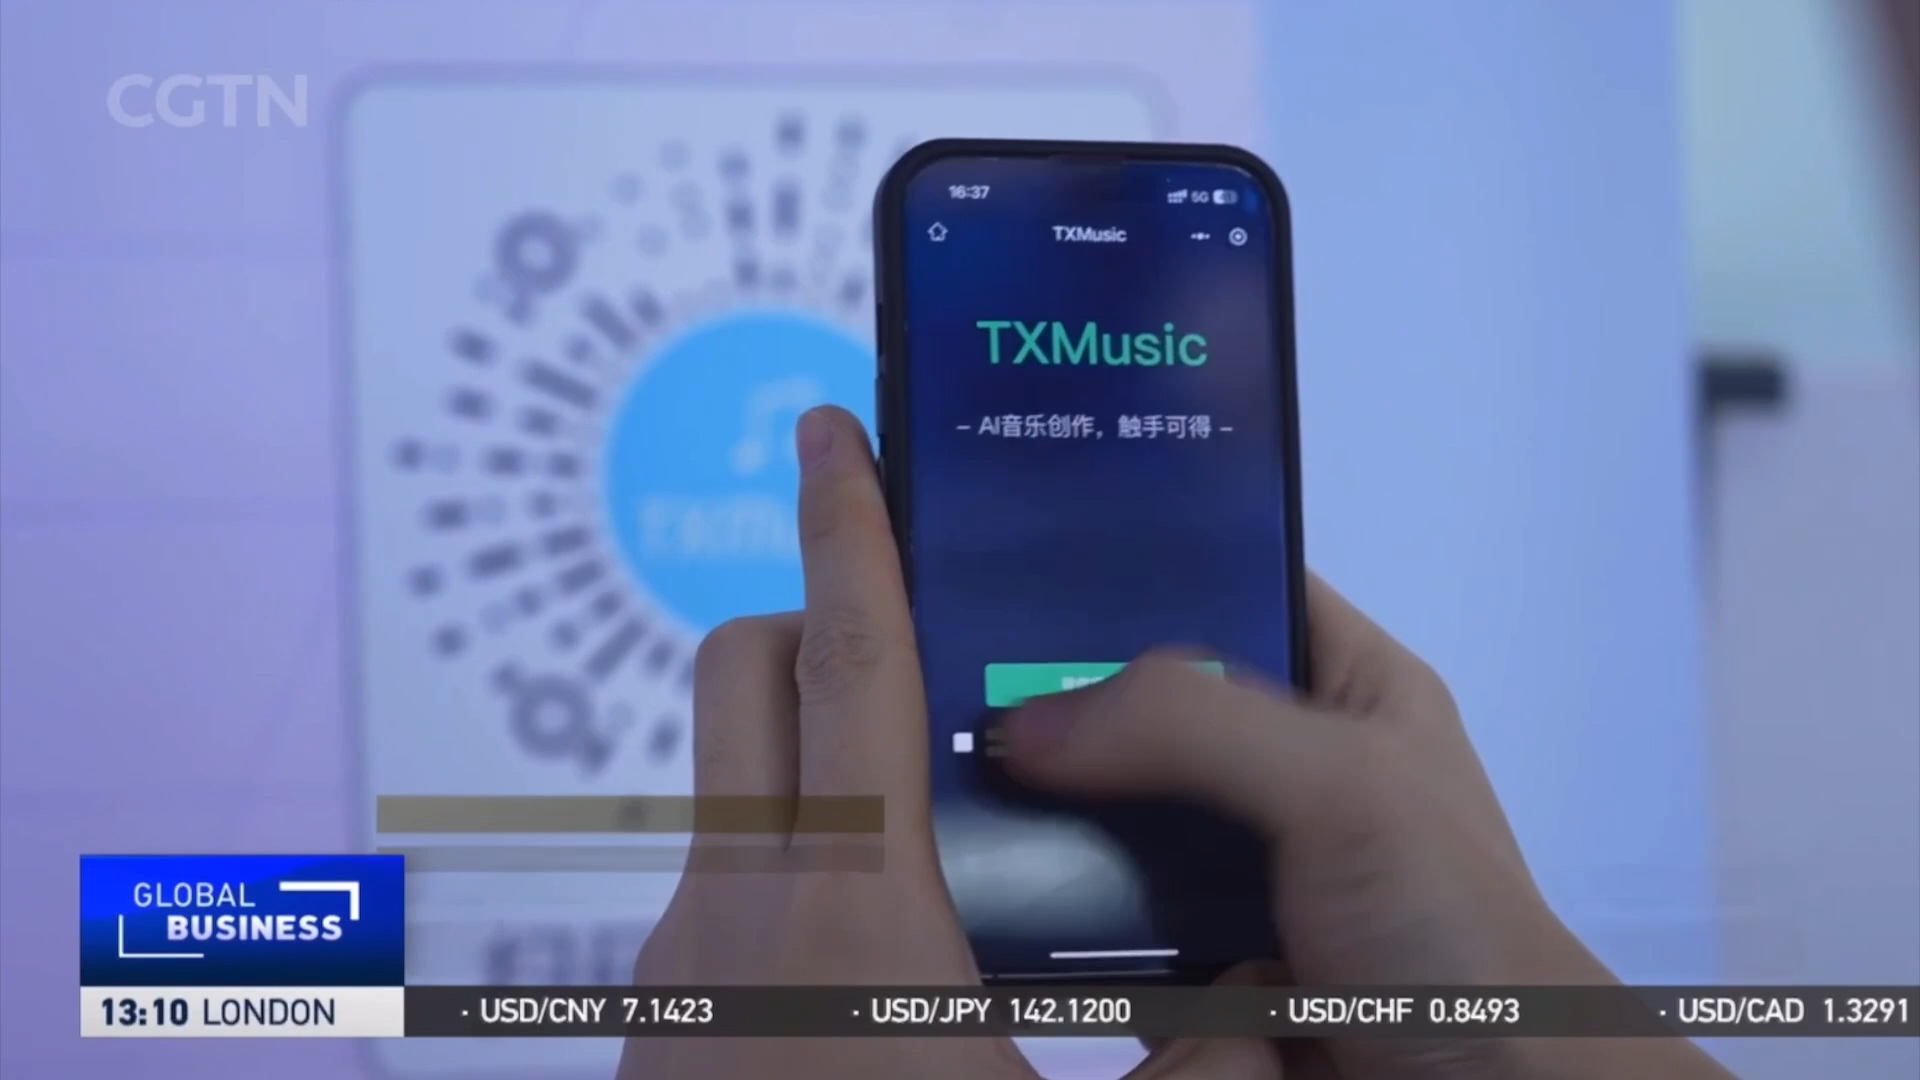 CGTN
16:37
5G
TXMusic
TXMusic
– AI音乐创作，触手可得 –
GLOBAL
BUSINESS
13:10 LONDON
· USD/CNY 7.1423 · USD/JPY 142.1200 · USD/CHF 0.8493 · USD/CAD 1.3291